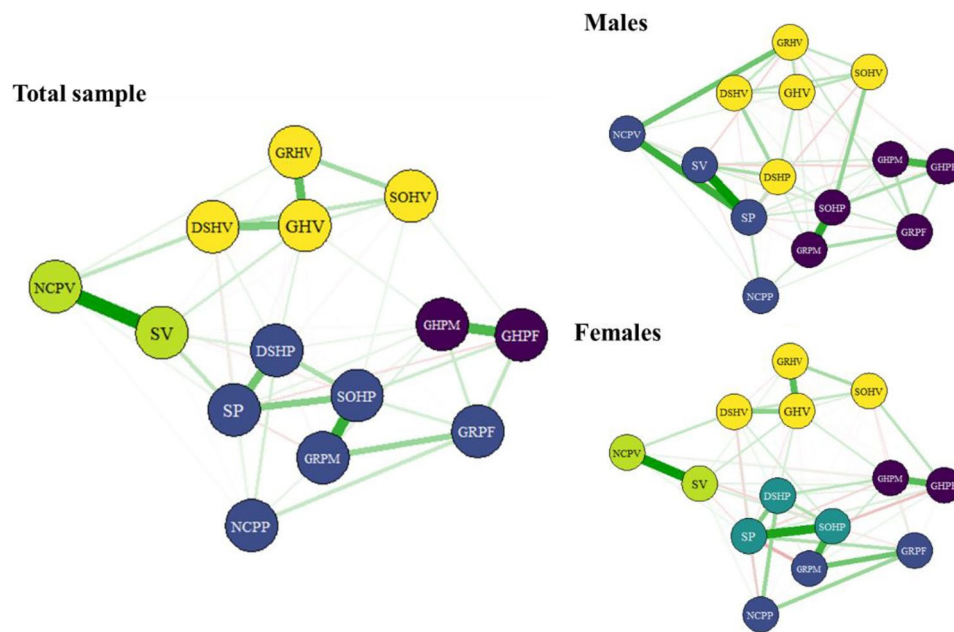 Total sample
GRHV
SOHV
DSHV
GHV
NCPV
SV
GHPM
GHPF
DSHP
SOHP
SP
GRPF
GRPM
NCPP
Males
GRHV
SOHV
DSHV
GHV
NCPV
GHPM
GHPF
SV
DSHP
SOHP
SP
GRPF
GRPM
NCPP
Females
GRHV
SOHV
DSHV
GHV
NCPV
GHPM
GHPF
SV
DSHP
SOHP
SP
GRPF
GRPM
NCPP